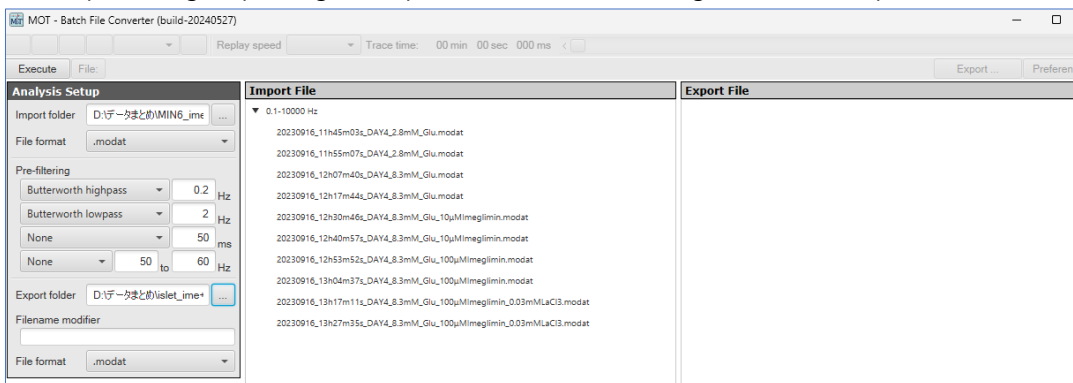 MOT - Batch File Converter (build-20240527)
Replay speed Trace time: 00 min 00 sec 000 ms
Execute File: Export ... Preferen
Analysis Setup
Import folder D:\データまとめ\MIN6_ime ...
File format .modat
Pre-filtering
Butterworth highpass 0.2 Hz
Butterworth lowpass 2 Hz
None 50 ms
None 50 to 60 Hz
Export folder D:\データまとめ\islet_ime+ ...
Filename modifier
File format .modat
Import File
0.1-10000 Hz
20230916_11h45m03s_DAY4_2.8mM_Glu.modat
20230916_11h55m07s_DAY4_2.8mM_Glu.modat
20230916_12h07m40s_DAY4_8.3mM_Glu.modat
20230916_12h17m44s_DAY4_8.3mM_Glu.modat
20230916_12h30m46s_DAY4_8.3mM_Glu_10μMImeglimin.modat
20230916_12h40m57s_DAY4_8.3mM_Glu_10μMImeglimin.modat
20230916_12h53m52s_DAY4_8.3mM_Glu_100μMImeglimin.modat
20230916_13h04m37s_DAY4_8.3mM_Glu_100μMImeglimin.modat
20230916_13h17m11s_DAY4_8.3mM_Glu_100μMImeglimin_0.03mMLaCl3.modat
20230916_13h27m35s_DAY4_8.3mM_Glu_100μMImeglimin_0.03mMLaCl3.modat
Export File